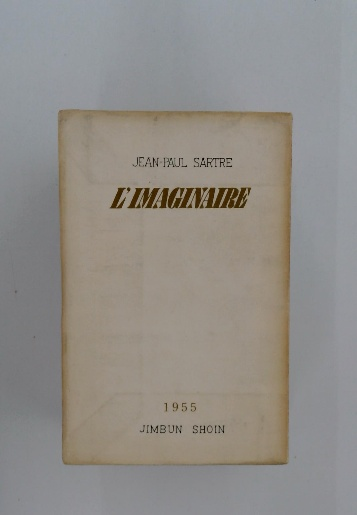 JEAN-PAUL SARTRE
L'IMAGINAIRE
1955
JIMBUN SHOIN